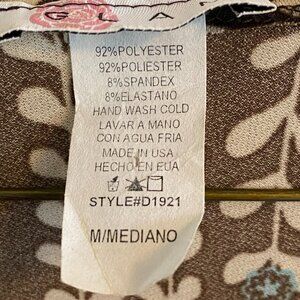 GLA
92%POLYESTER
92%POLIESTER
8%SPANDEX
8%ELASTANO
HAND WASH COLD
LAVAR A MANO
CON AGUA FRIA
MADE IN USA
HECHO EN EUA
STYLE#D1921
M/MEDIANO